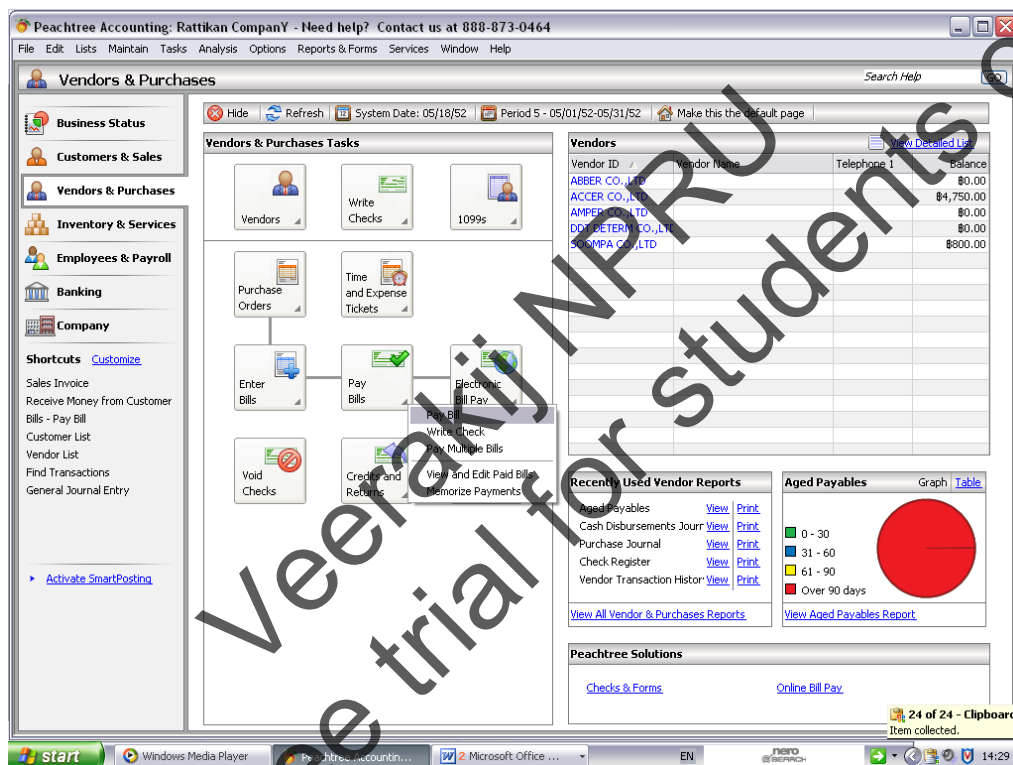 Peachtree Accounting: Rattikan CompanY - Need help? Contact us at 888-873-0464
File Edit Lists Maintain Tasks Analysis Options Reports & Forms Services Window Help
Vendors & Purchases
Search Help
GO
Business Status
Customers & Sales
Vendors & Purchases
Inventory & Services
Employees & Payroll
Banking
Company
Shortcuts Customize
Sales Invoice
Receive Money from Customer
Bills - Pay Bill
Customer List
Vendor List
Find Transactions
General Journal Entry
Activate SmartPosting
Hide Refresh System Date: 05/18/52 Period 5 - 05/01/52-05/31/52 Make this the default page
Vendors & Purchases Tasks
Vendors
Write
Checks
1099s
Purchase
Orders
Time
and Expense
Tickets
Enter
Bills
Pay
Bills
Electronic
Bill Pay
Pay Bill
Write Check
Pay Multiple Bills
View and Edit Paid Bills
Memorize Payments
Void
Checks
Credits and
Returns
Vendors View Detailed List
Vendor ID Vendor Name Telephone 1 Balance
ABBER CO.,LTD ฿0.00
ACCER CO.,LTD ฿4,750.00
AMPER CO.,LTD ฿0.00
DDT DETERM CO.,LTD ฿0.00
SOOMPA CO.,LTD ฿800.00
Recently Used Vendor Reports
Aged Payables View Print
Cash Disbursements Journ View Print
Purchase Journal View Print
Check Register View Print
Vendor Transaction Histor View Print
View All Vendor & Purchases Reports
Aged Payables Graph Table
0 - 30
31 - 60
61 - 90
Over 90 days
View Aged Payables Report
Peachtree Solutions
Checks & Forms Online Bill Pay
24 of 24 - Clipboard
Item collected.
start Windows Media Player Peachtree Accountin... 2 Microsoft Office ... EN nero SEARCH 14:29
Veerakij NPRU
trial for students